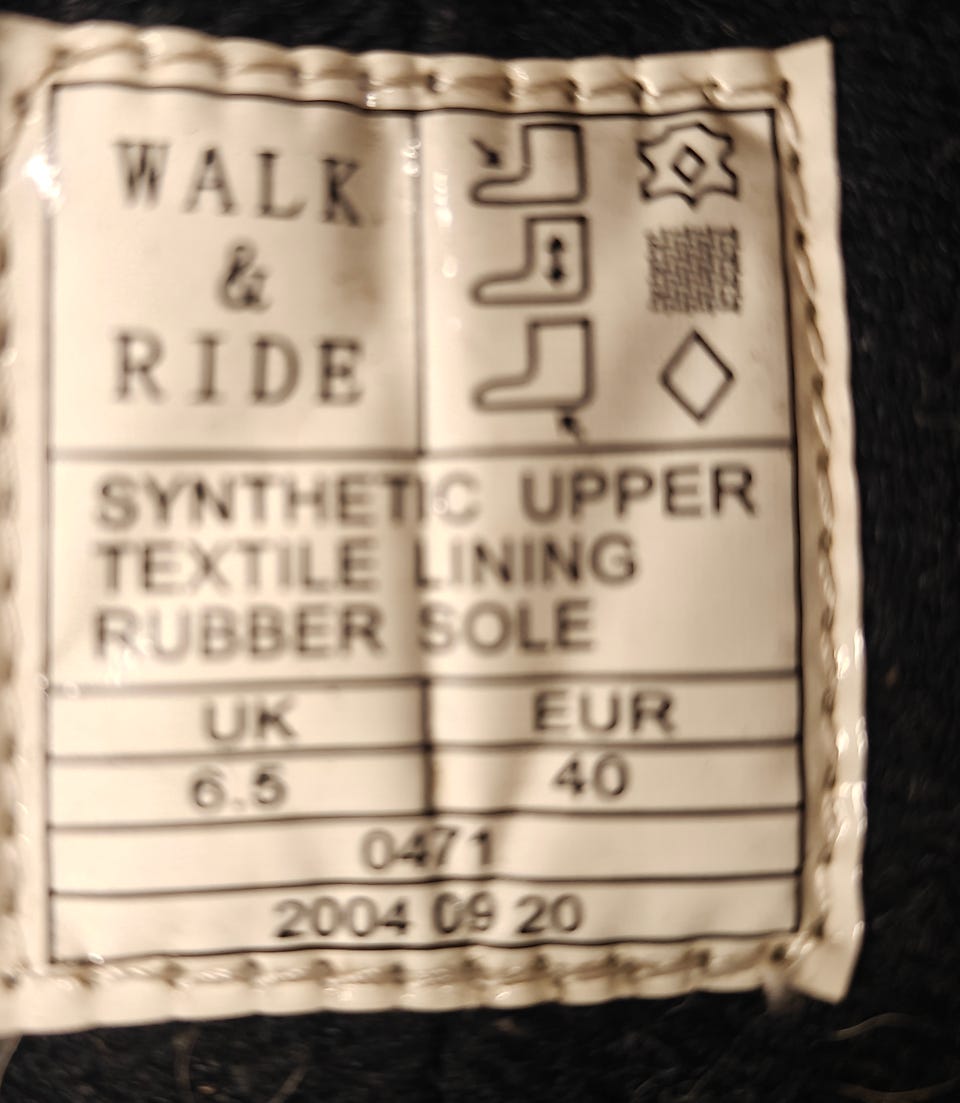 WALK
&
RIDE
SYNTHETIC UPPER
TEXTILE LINING
RUBBER SOLE
UK EUR
6.5 40
0471
2004 09 20